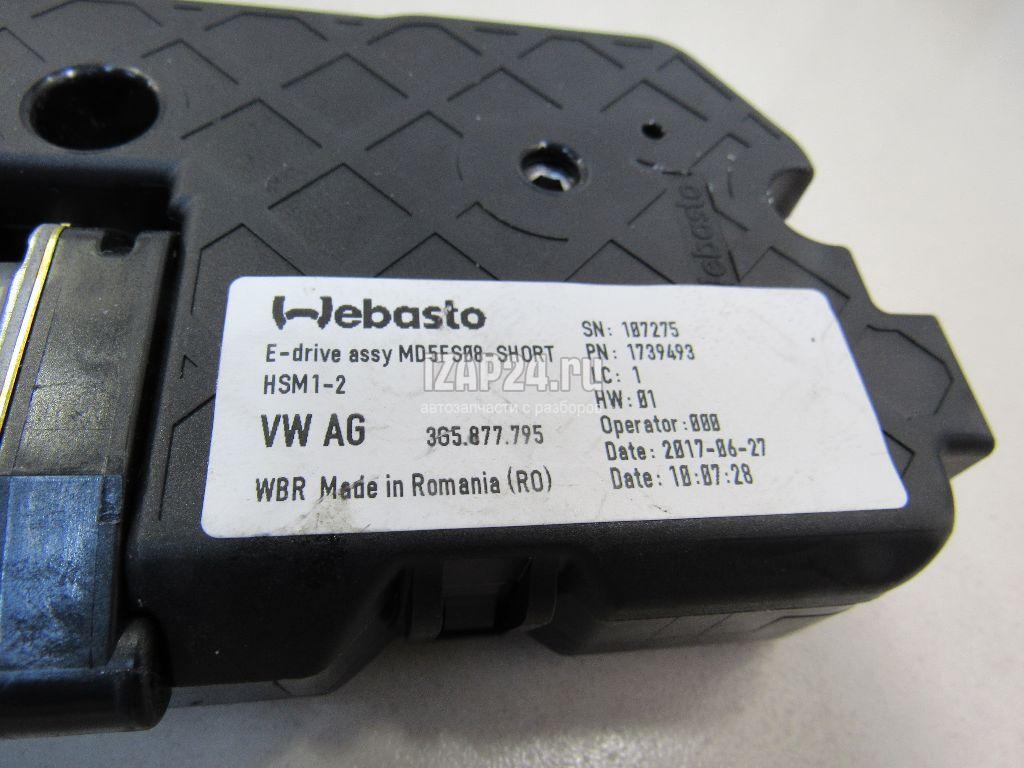 Webasto
Webasto
E-drive assy MD5FS08-SHORT
HSM1-2
VW AG 3G5.877.795
WBR Made in Romania (RO)
SN: 107275
PN: 1739493
LC: 1
HW: 01
Operator:000
Date: 2017-06-27
Date: 10:07:28
IZAP24.ru
автозапчасти с разборов